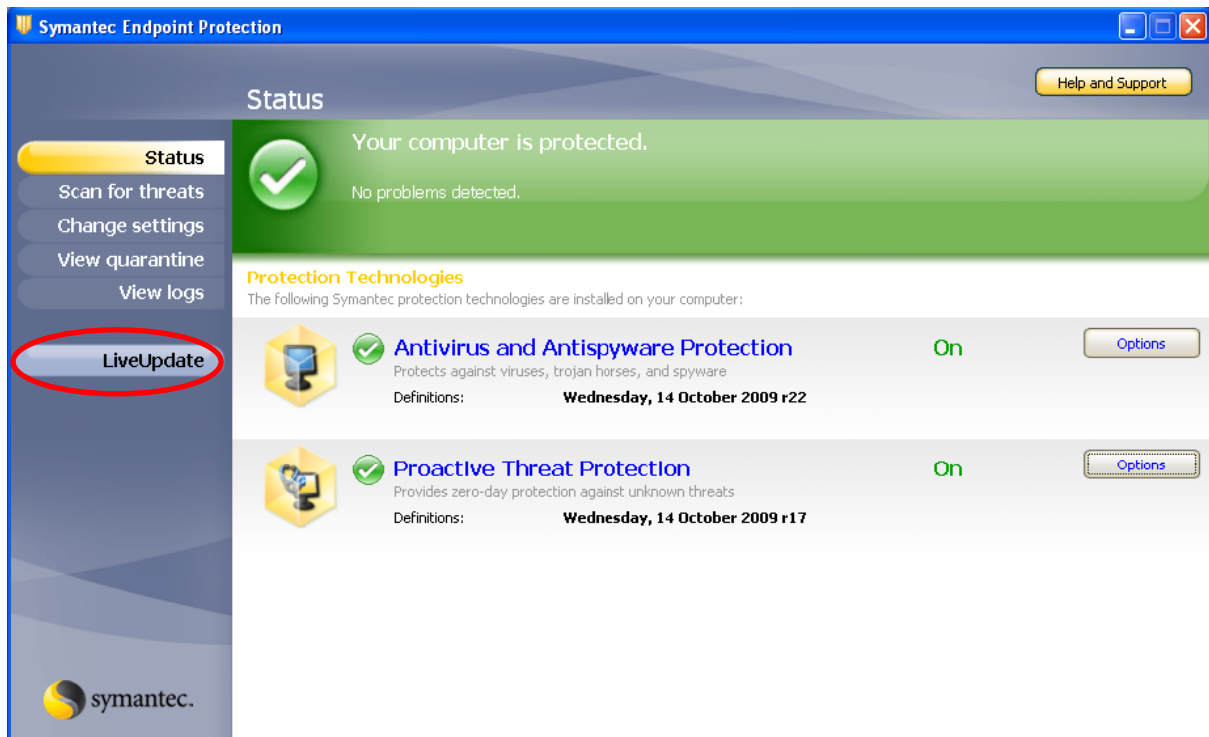 Symantec Endpoint Protection
Status
Help and Support
Status
Scan for threats
Change settings
View quarantine
View logs
LiveUpdate
symantec.
Your computer is protected.
No problems detected.
Protection Technologies
The following Symantec protection technologies are installed on your computer:
Antivirus and Antispyware Protection On Options
Protects against viruses, trojan horses, and spyware
Definitions: Wednesday, 14 October 2009 r22
Proactive Threat Protection On Options
Provides zero-day protection against unknown threats
Definitions: Wednesday, 14 October 2009 r17